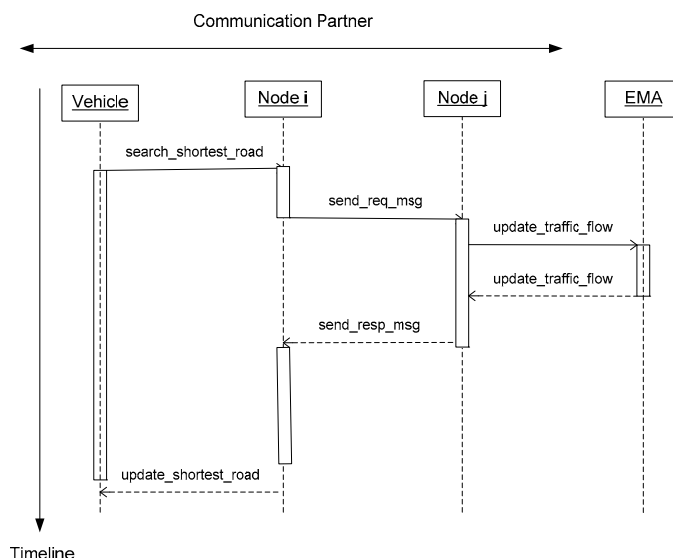 Communication Partner
Vehicle
Node i
Node j
EMA
search_shortest_road
send_req_msg
update_traffic_flow
update_traffic_flow
send_resp_msg
update_shortest_road
Timeline